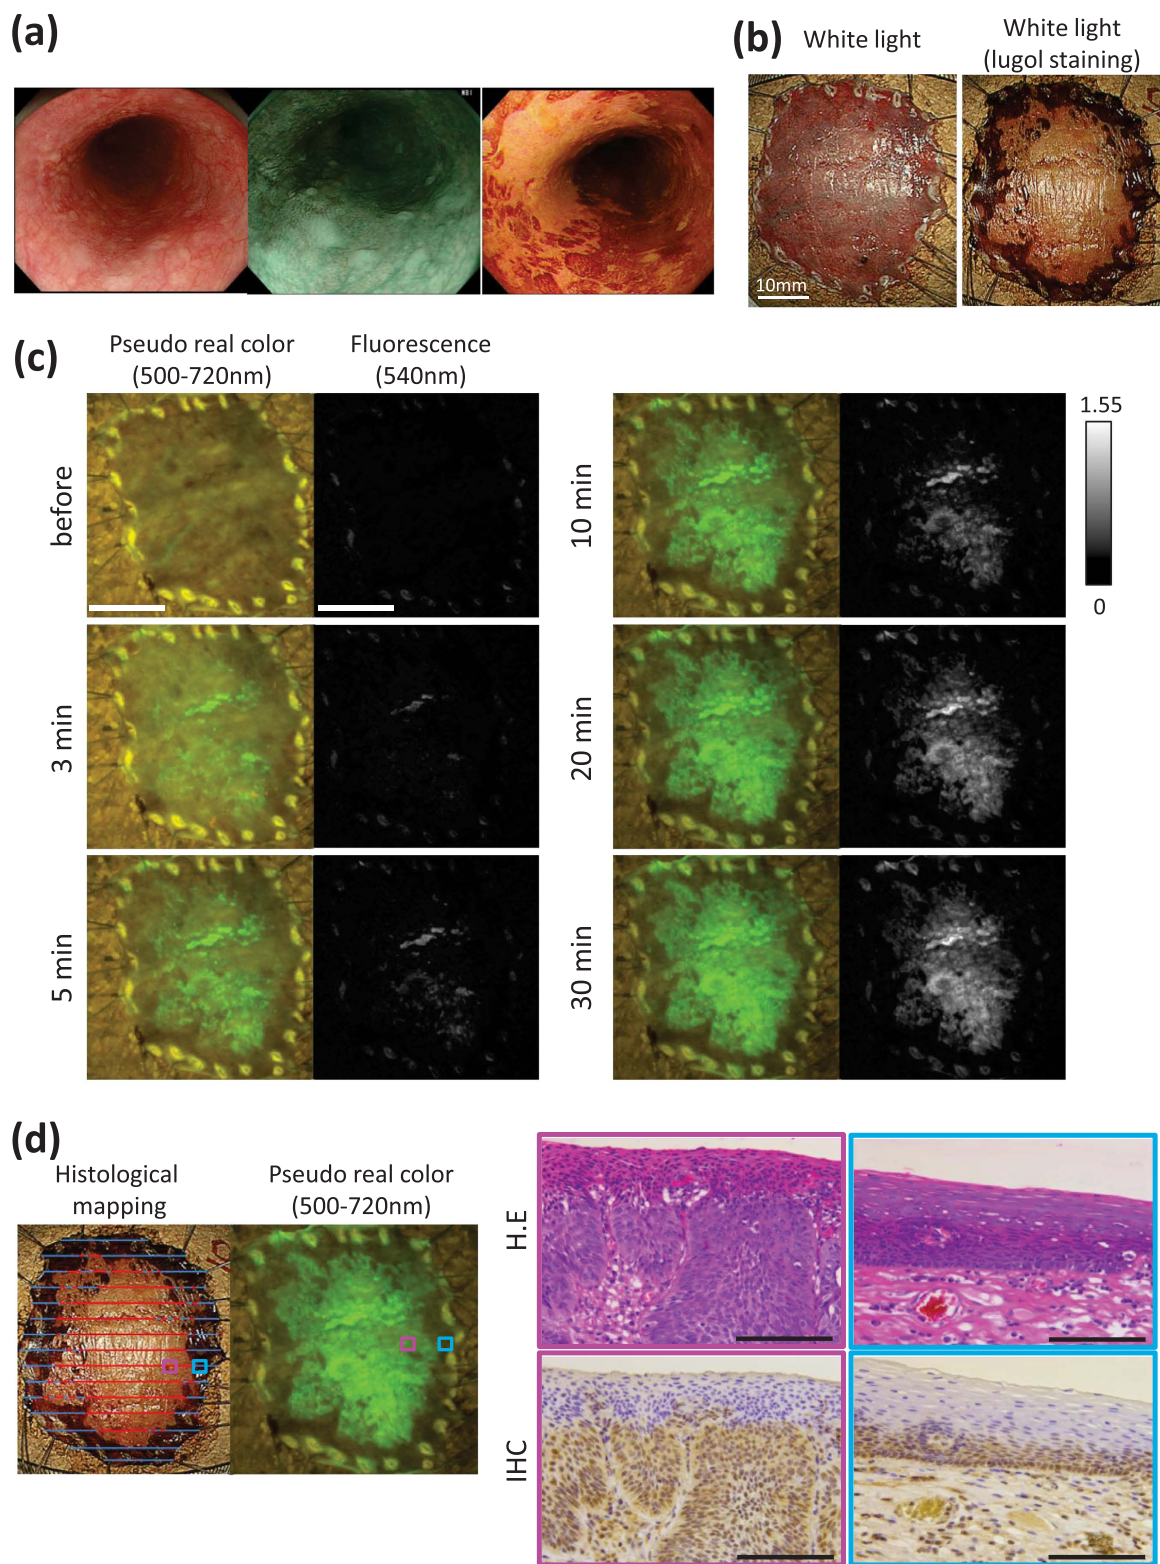 (a)
NBI
(b)
White light
White light
(lugol staining)
10mm
(c)
Pseudo real color
(500-720nm)
Fluorescence
(540nm)
before
3 min
5 min
10 min
20 min
30 min
1.55
0
(d)
Histological
mapping
Pseudo real color
(500-720nm)
H.E
IHC